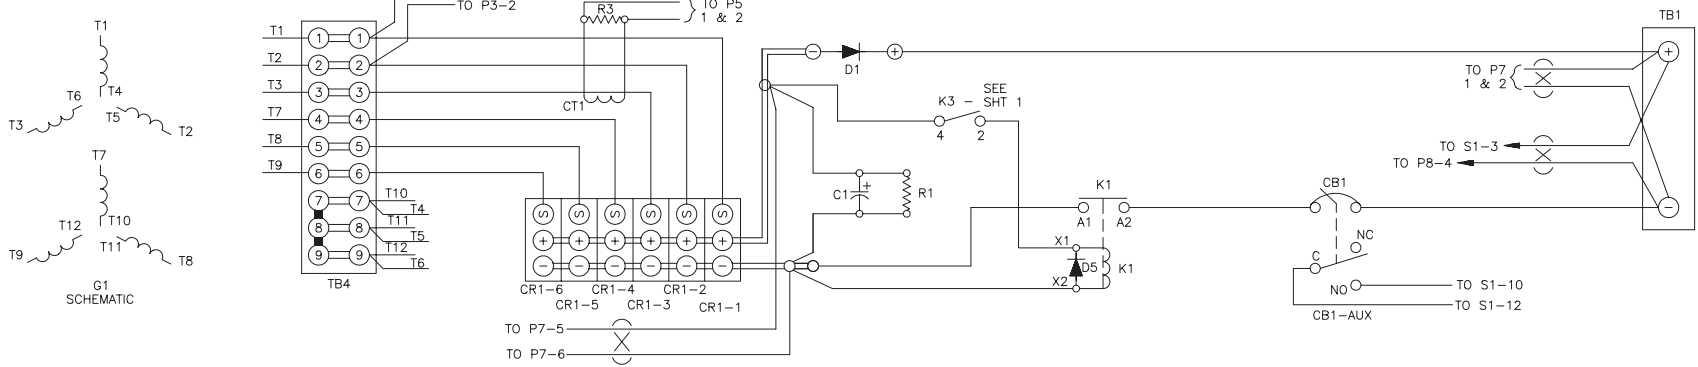 TO P3-2
R3
TO P5
1 & 2
TB1
T1
T1
1
1
+
-
+
D1
T2
2
2
TO P7
1 & 2
T3
3
3
SEE
SHT 1
K3 -
CT1
T6
T4
T5
T3
T2
T7
4
4
4
2
T8
5
5
TO S1-3
T7
TO P8-4
T9
6
6
K1
CB1
C1
+
R1
T10
T4
7
7
T11
T5
8
8
T12
T6
9
9
S
S
S
S
S
S
A1
A2
-
T12
T10
T11
T9
T8
+
+
+
+
+
+
X1
NC
C
-
-
-
-
-
-
D5
K1
X2
NO
TO S1-10
TO S1-12
CB1-AUX
G1
SCHEMATIC
TB4
CR1-6
CR1-5
CR1-4
CR1-3
CR1-2
CR1-1
TO P7-5
TO P7-6